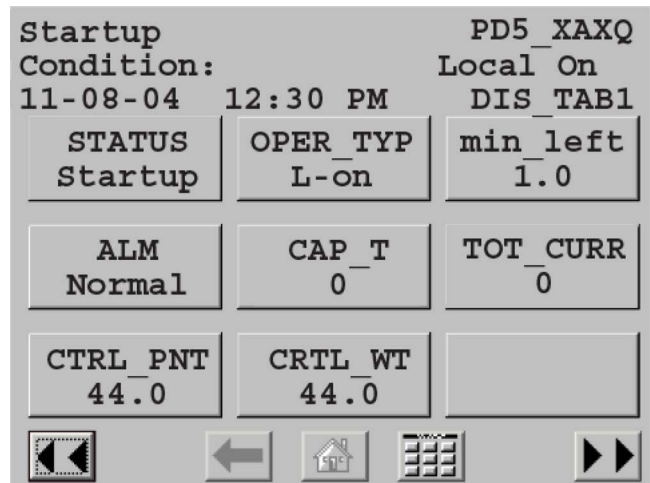 Startup PD5_XAXQ
Condition: Local On
11-08-04 12:30 PM DIS_TAB1
STATUS OPER_TYP min_left
Startup L-on 1.0
ALM CAP_T TOT_CURR
Normal 0 0
CTRL_PNT CRTL_WT
44.0 44.0